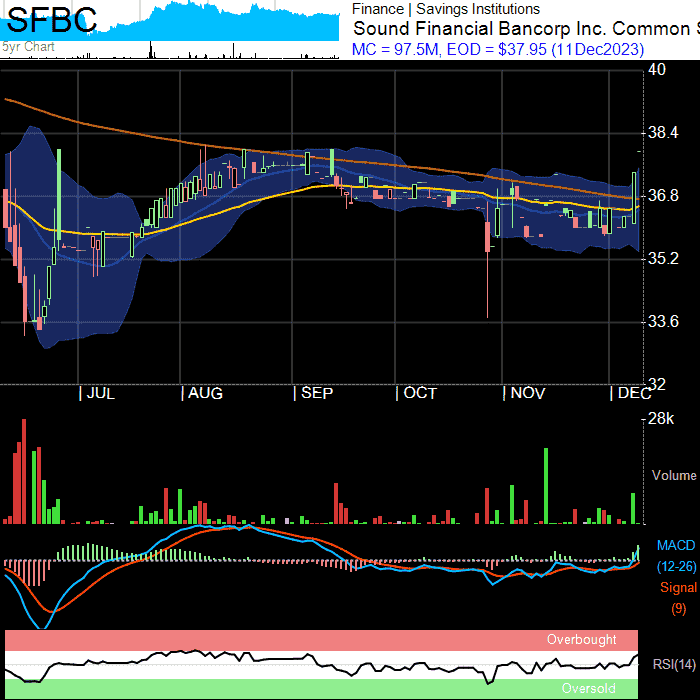 SFBC
5yr Chart
Finance | Savings Institutions
Sound Financial Bancorp Inc. Common S
MC = 97.5M, EOD = $37.95 (11Dec2023)
40
38.4
36.8
35.2
33.6
32
JUL AUG SEP OCT NOV DEC
28k
Volume
MACD
(12-26)
Signal
(9)
Overbought
RSI(14)
Oversold